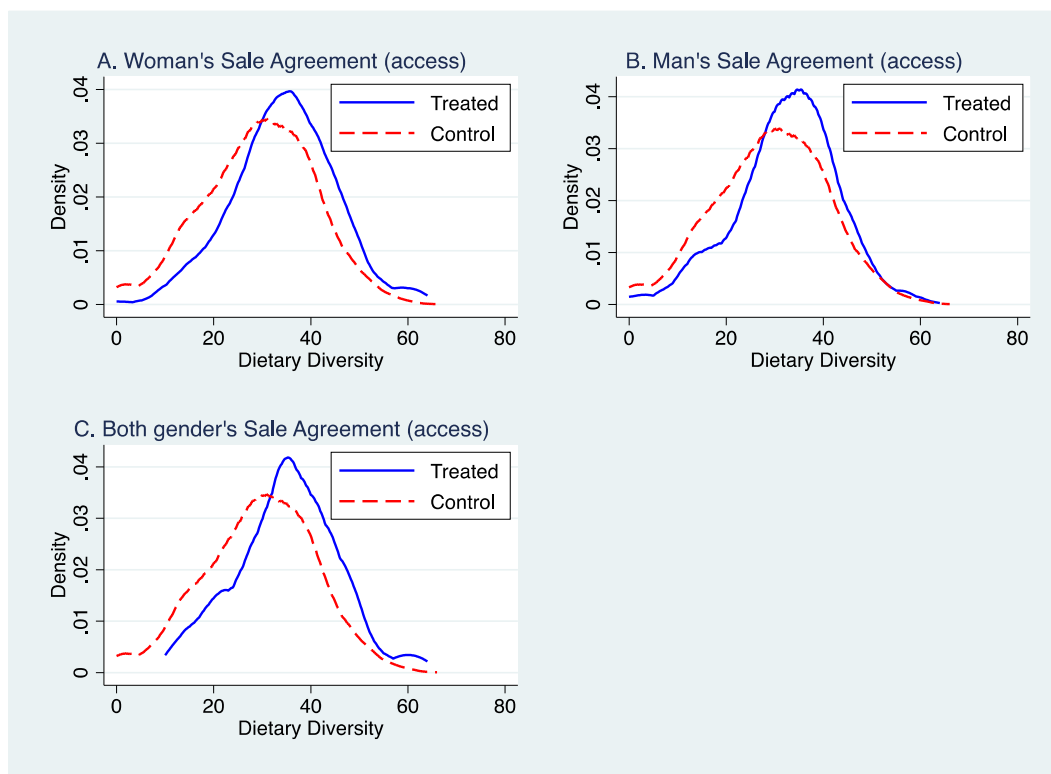 A. Woman's Sale Agreement (access)
Treated
Control
Density
0
.01
.02
.03
.04
0 20 40 60 80
Dietary Diversity
B. Man's Sale Agreement (access)
Treated
Control
Density
0
.01
.02
.03
.04
0 20 40 60 80
Dietary Diversity
C. Both gender's Sale Agreement (access)
Treated
Control
Density
0
.01
.02
.03
.04
0 20 40 60 80
Dietary Diversity